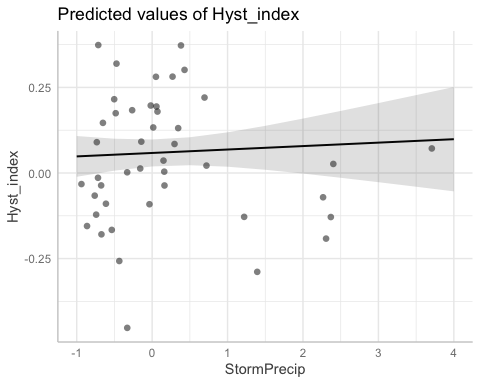 Predicted values of Hyst_index
0.25
0.00
-0.25
Hyst_index
-1 0 1 2 3 4
StormPrecip